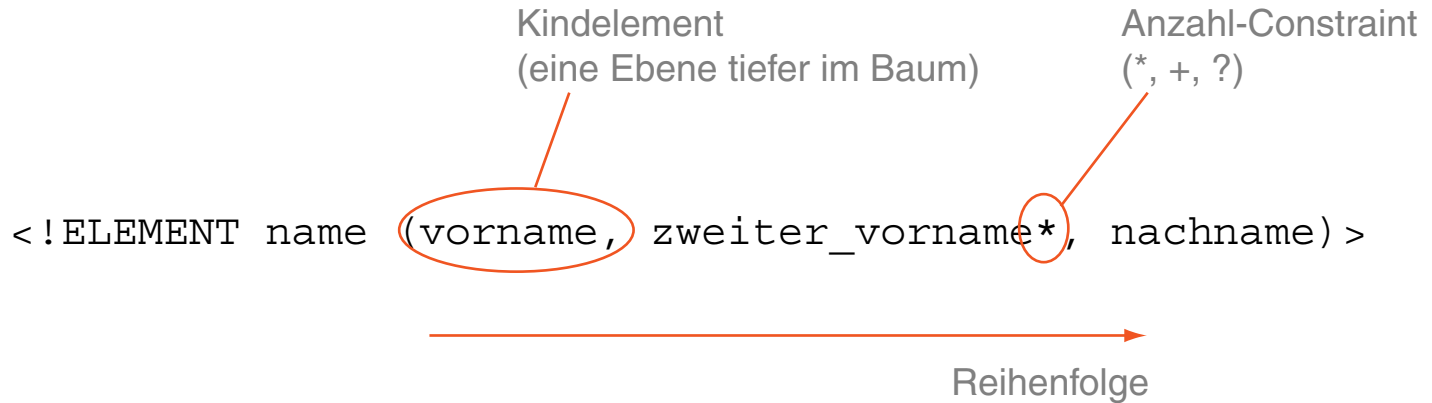 Kindelement
(eine Ebene tiefer im Baum)
Anzahl-Constraint
(*, +, ?)
<!ELEMENT name (vorname, zweiter_vorname*, nachname)>
Reihenfolge